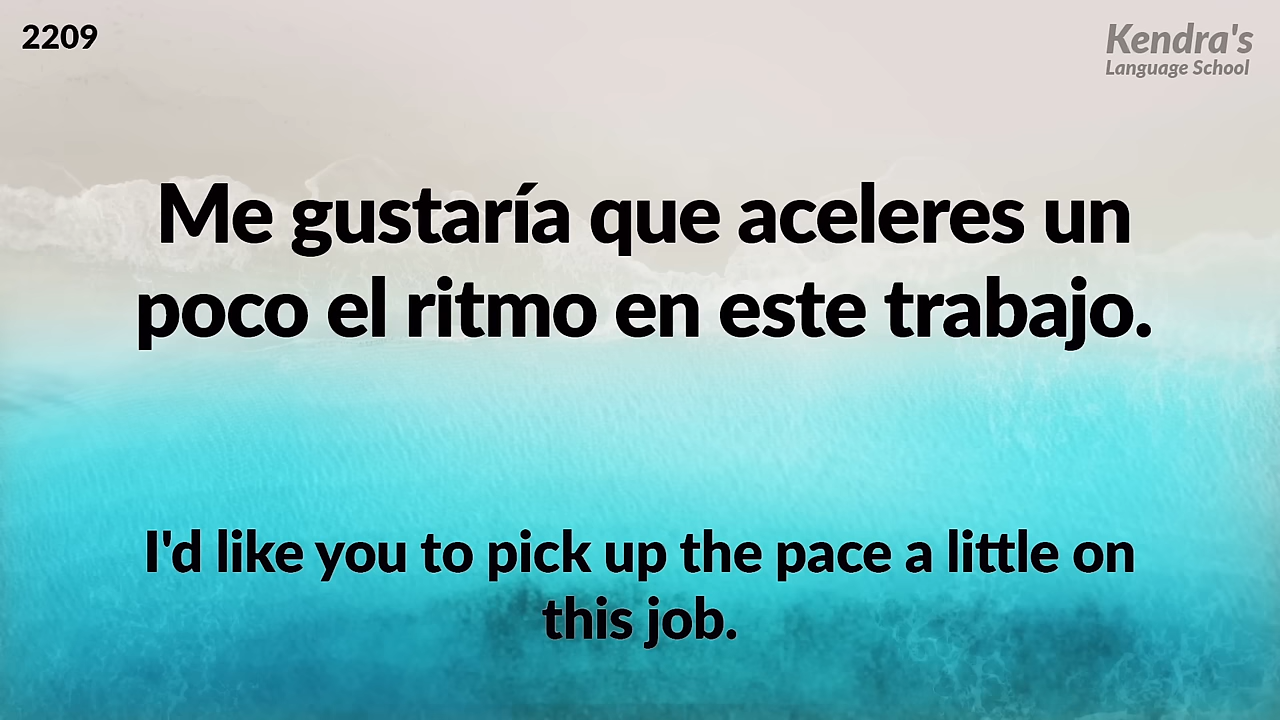 2209
Kendra's
Language School
Me gustaría que aceleres un
poco el ritmo en este trabajo.
I'd like you to pick up the pace a little on
this job.